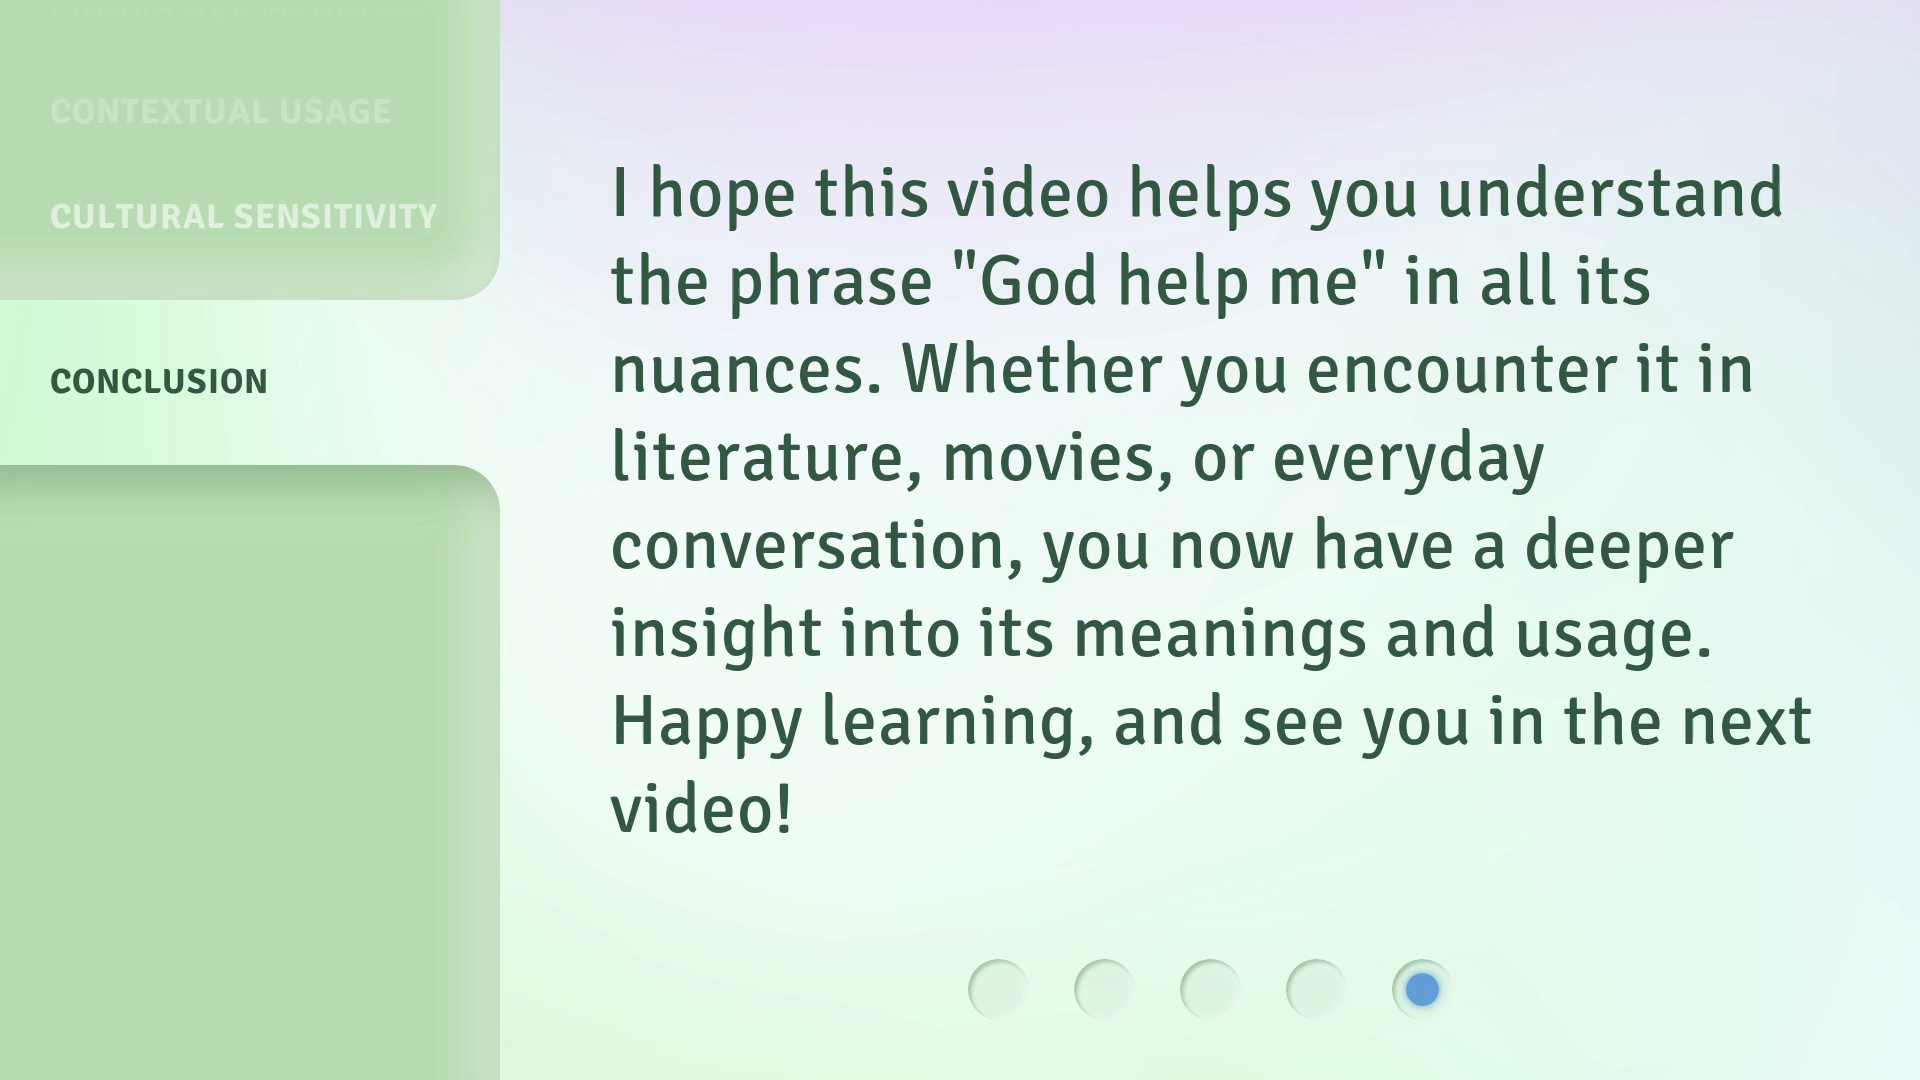 CONTEXTUAL USAGE
CULTURAL SENSITIVITY
CONCLUSION
I hope this video helps you understand
the phrase "God help me" in all its
nuances. Whether you encounter it in
literature, movies, or everyday
conversation, you now have a deeper
insight into its meanings and usage.
Happy learning, and see you in the next
video!